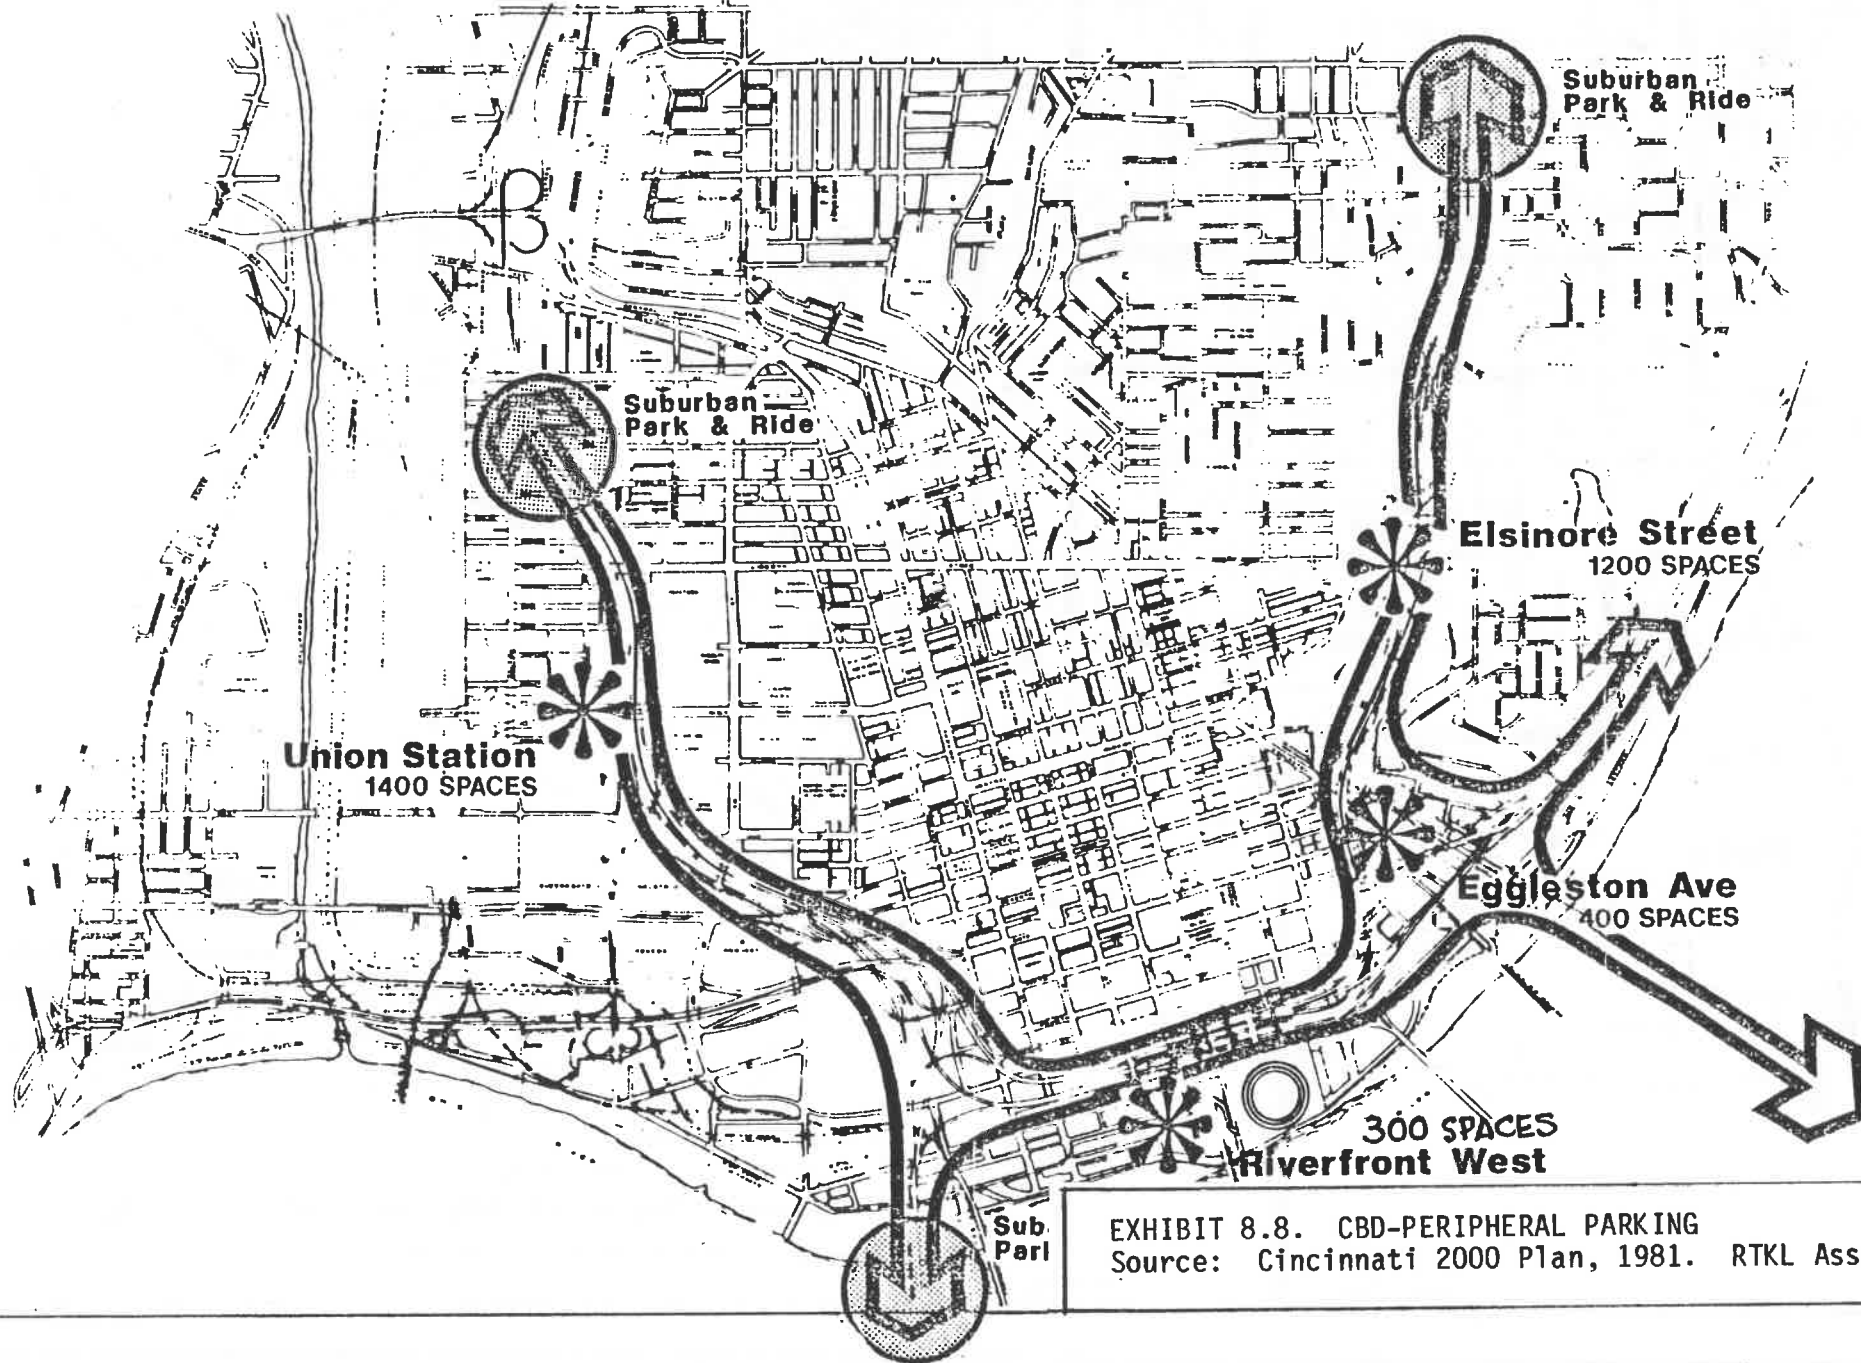 Suburban
Park & Ride
Suburban
Park & Ride
Elsinore Street
1200 SPACES
Union Station
1400 SPACES
Eggleston Ave
400 SPACES
300 SPACES
Riverfront West
Sub
Parl
EXHIBIT 8.8. CBD-PERIPHERAL PARKING
Source: Cincinnati 2000 Plan, 1981. RTKL Ass